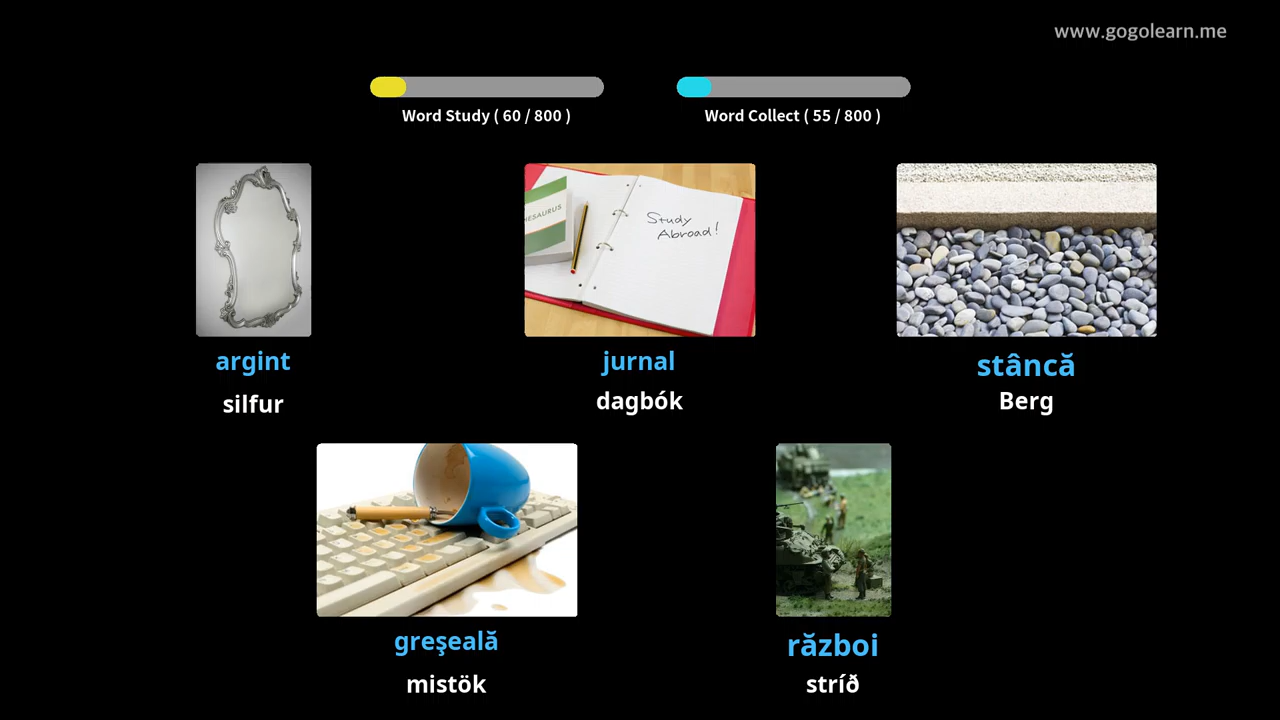 www.gogolearn.me
Word Study ( 60 / 800 )
Word Collect ( 55 / 800 )
HESAURUS
Study
Abroad!
argint
silfur
jurnal
dagbók
stâncă
Berg
greşeală
mistök
război
stríð